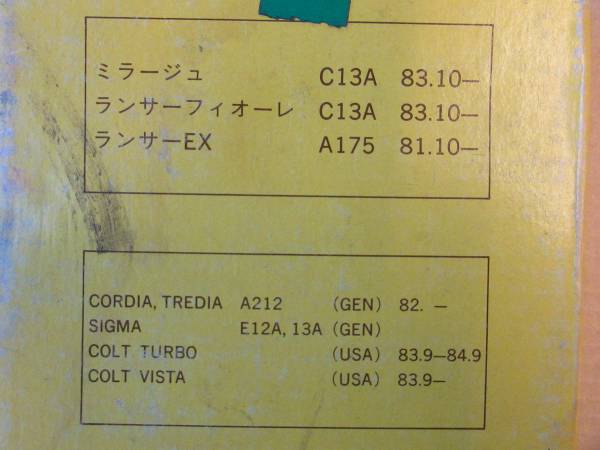 ミラージュ C13A 83.10—
ランサーフィオーレ C13A 83.10—
ランサーEX A175 81.10—
CORDIA, TREDIA A212 (GEN) 82. —
SIGMA E12A, 13A (GEN)
COLT TURBO (USA) 83.9—84.9
COLT VISTA (USA) 83.9—